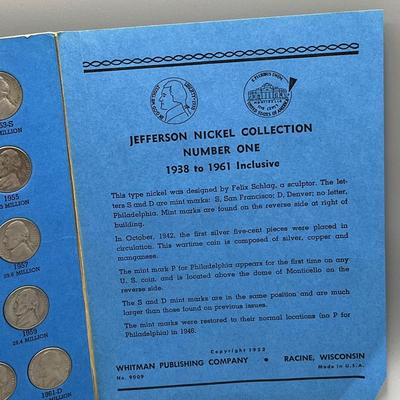 53-S
MILLION
1955
MILLION
1957
MILLION
1959
MILLION
1961-D
MILLION
JEFFERSON NICKEL COLLECTION
NUMBER ONE
1938 to 1961 Inclusive
This type nickel was designed by Felix Schlag, a sculptor. The let-
ters S and D are mint marks: S, San Francisco; D, Denver; no letter,
Philadelphia. Mint marks are found on the reverse side at right of
building.
In October, 1942, the first silver five-cent pieces were placed in
circulation. This wartime coin is composed of silver, copper and
manganese.
The mint mark P for Philadelphia appears for the first time on any
U. S. coin, and is located above the dome of Monticello on the
reverse side.
The S and D mint marks are in the same position and are much
larger than those found on previous issues.
The mint marks were restored to their normal locations (no P for
Philadelphia) in 1946.
Copyright
WHITMAN PUBLISHING COMPANY • RACINE, WISCONSIN
No. 9009
Made in U.S.A.